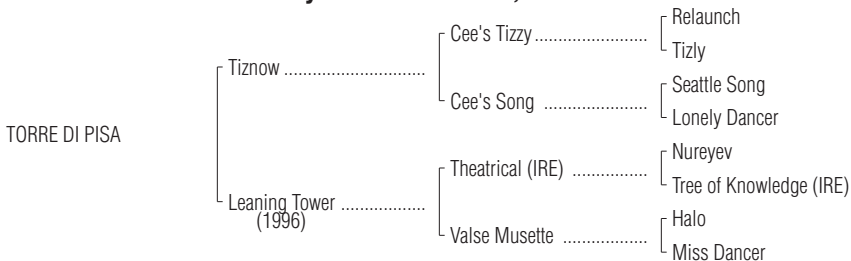 Relaunch
Cee's Tizzy
Tizly
Tiznow
Seattle Song
Cee's Song
Lonely Dancer
TORRE DI PISA
Nureyev
Theatrical (IRE)
Tree of Knowledge (IRE)
Leaning Tower
(1996)
Halo
Valse Musette
Miss Dancer